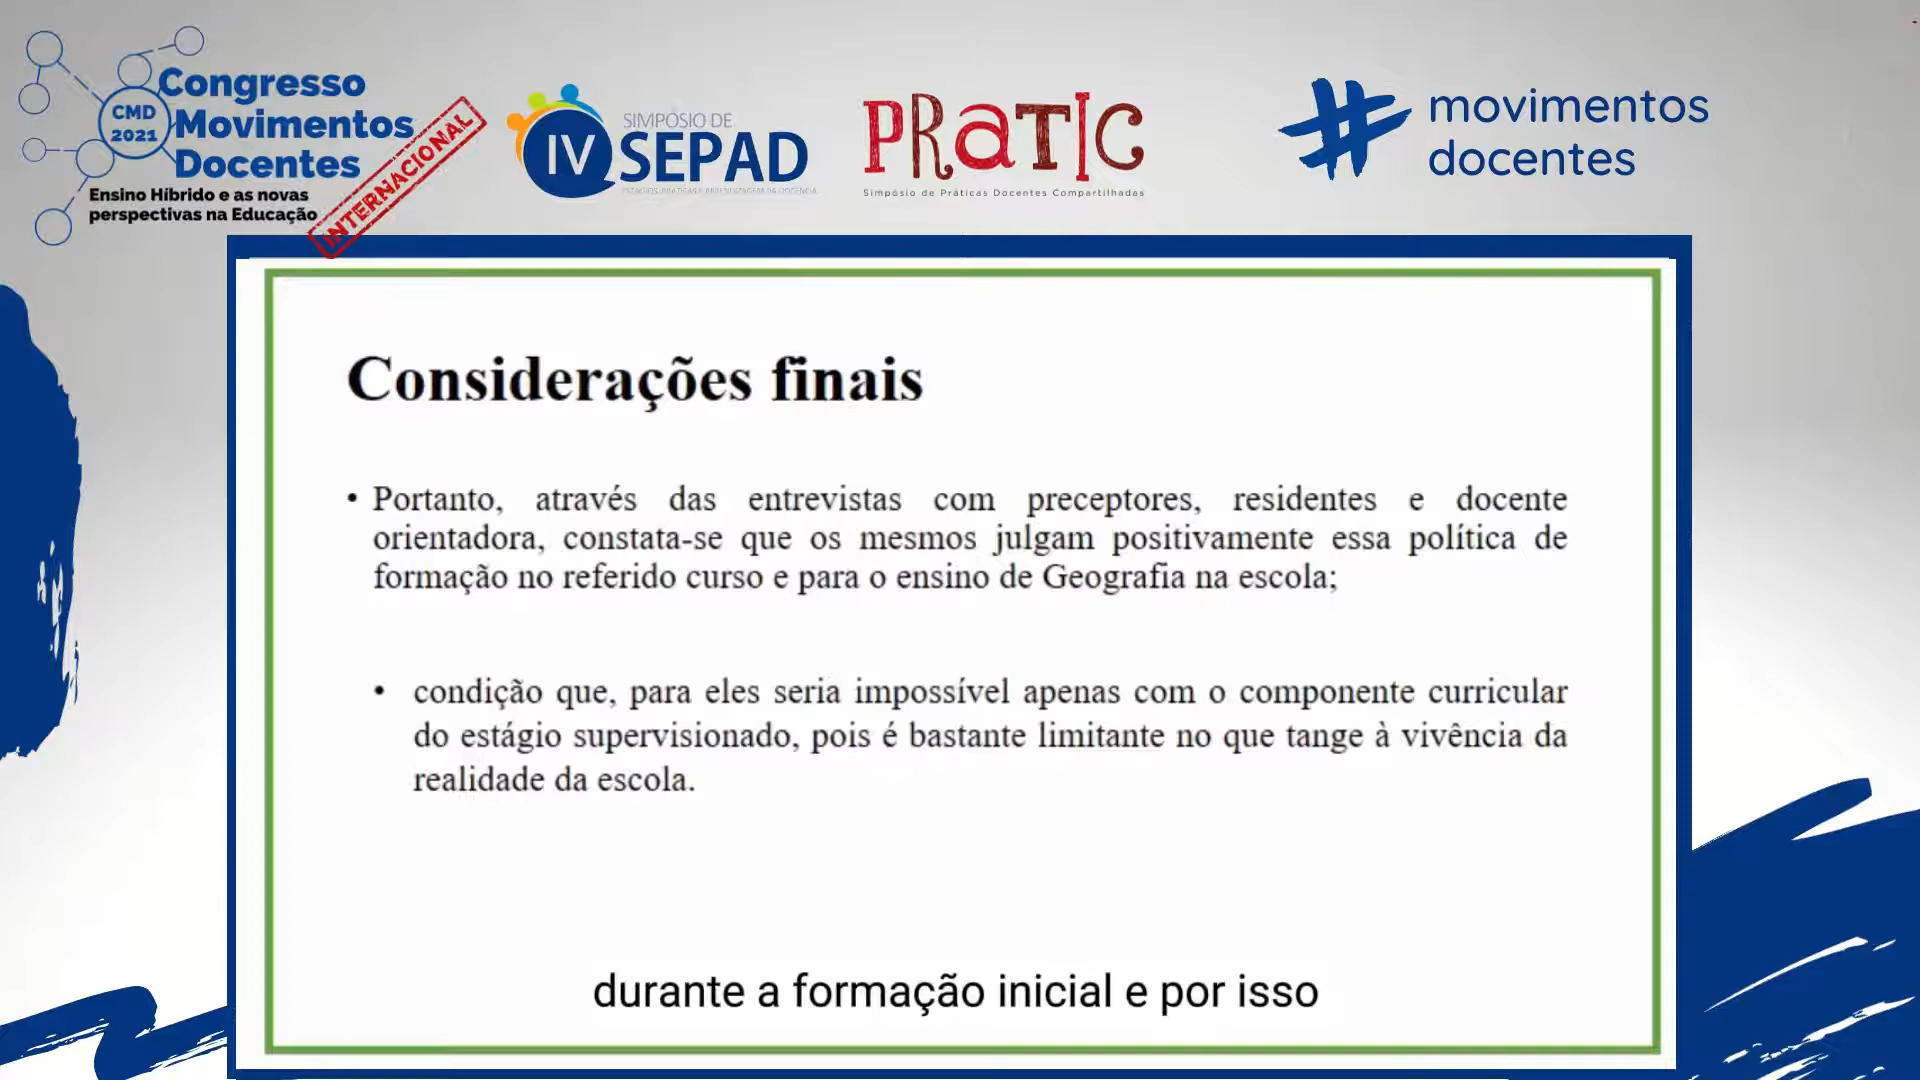 Congresso
Movimentos
Docentes
CMD
2021
Ensino Híbrido e as novas
perspectivas na Educação
INTERNACIONAL
SIMPÓSIO DE
IV SEPAD
PRATIC
Simpósio de Práticas Docentes Compartilhadas
movimentos
docentes
Considerações finais
• Portanto, através das entrevistas com preceptores, residentes e docente
orientadora, constata-se que os mesmos julgam positivamente essa política de
formação no referido curso e para o ensino de Geografia na escola;
• condição que, para eles seria impossível apenas com o componente curricular
do estágio supervisionado, pois é bastante limitante no que tange à vivência da
realidade da escola.
durante a formação inicial e por isso